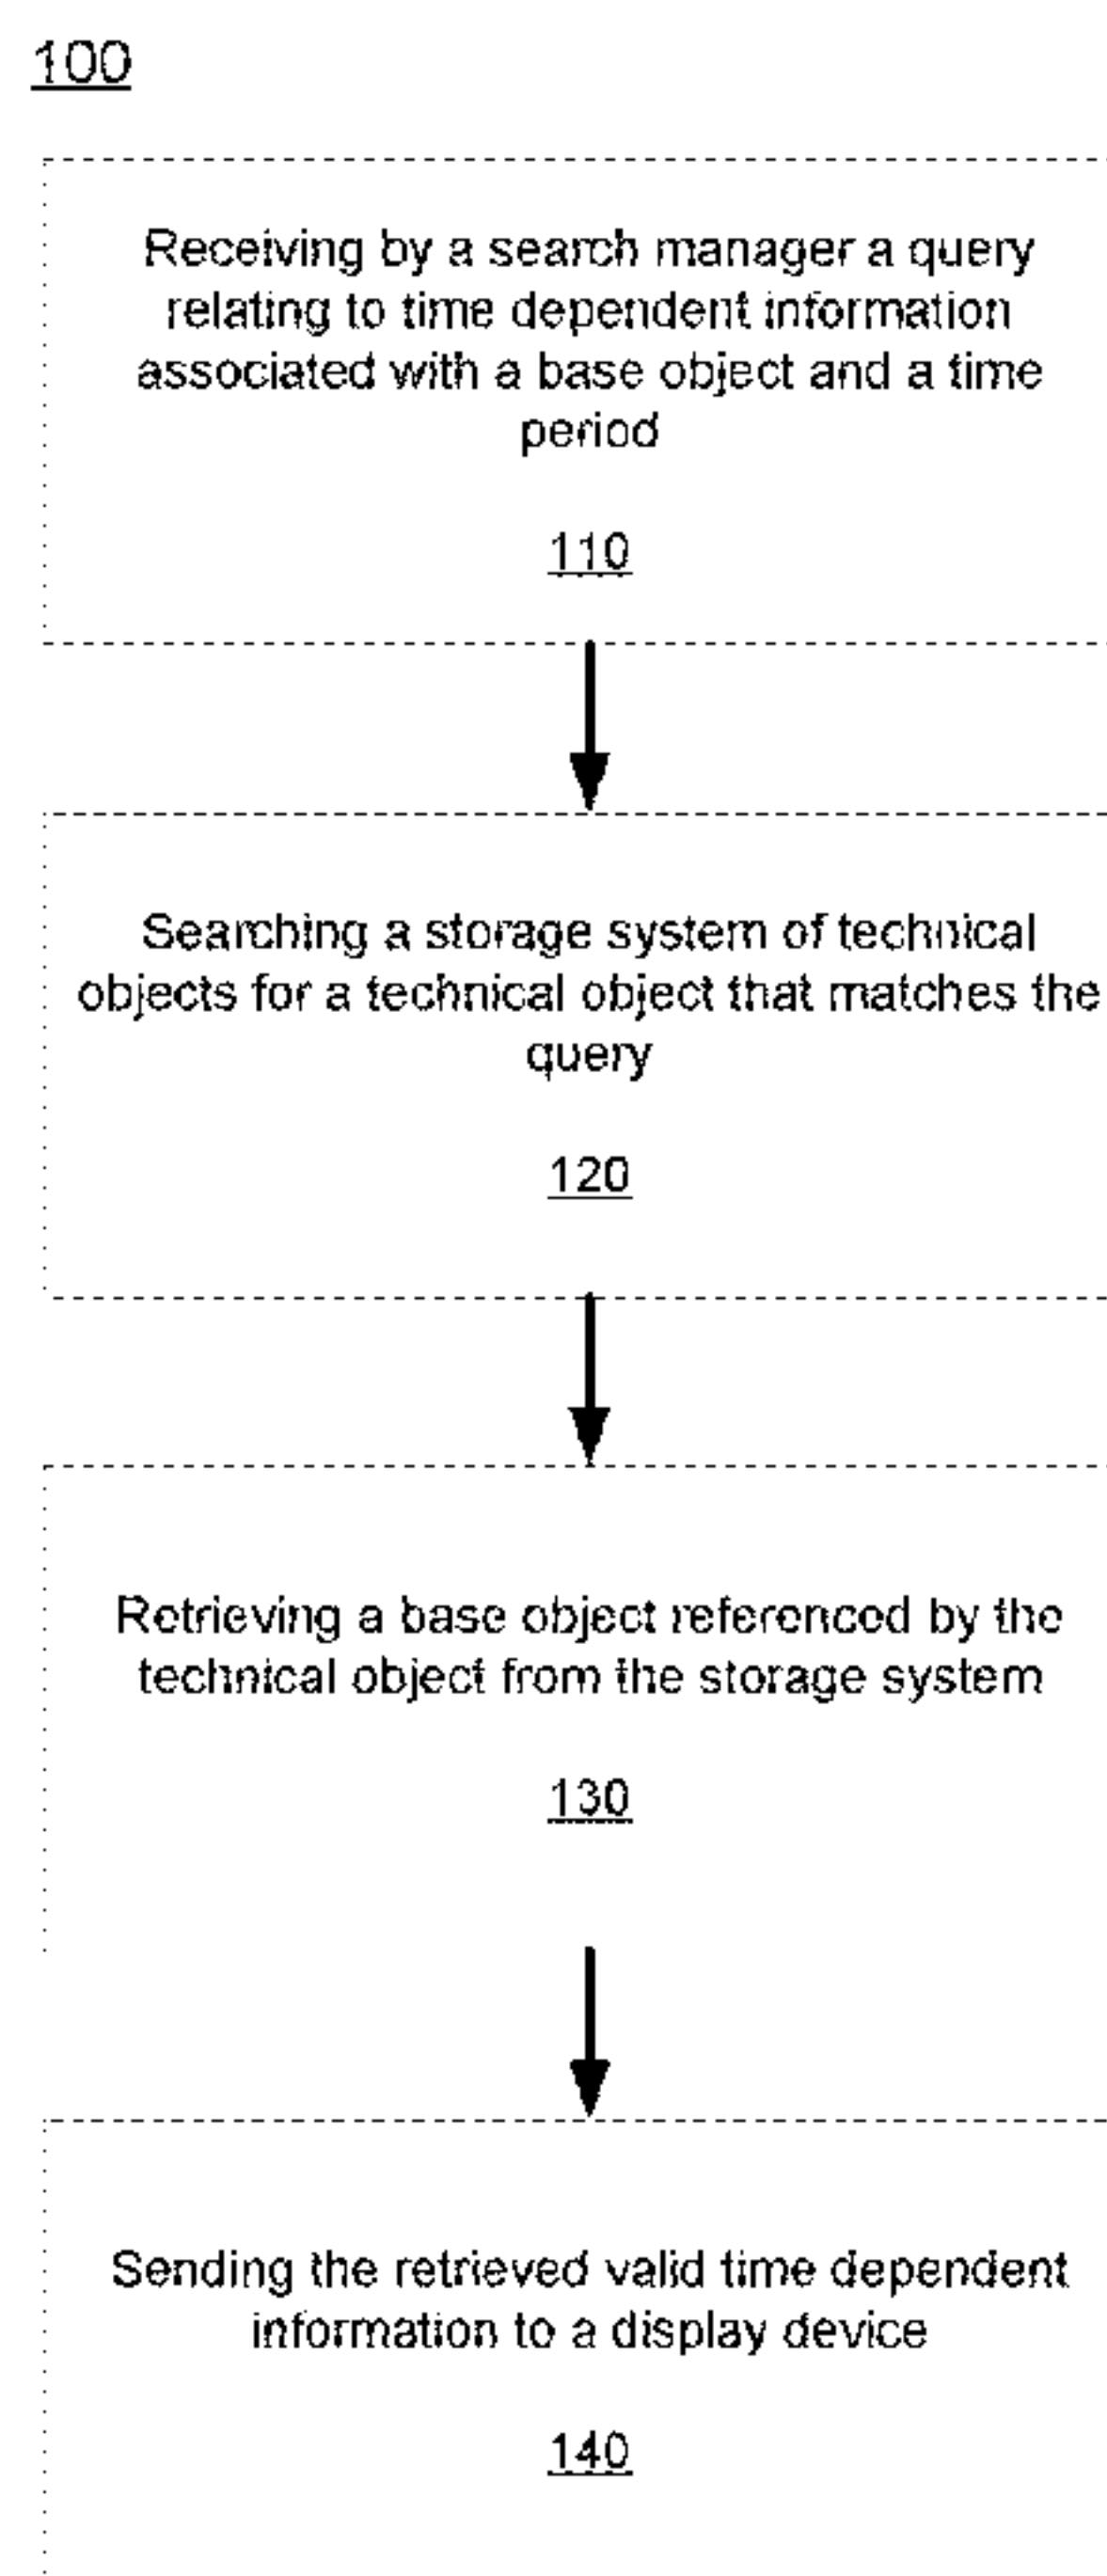 100
Receiving by a search manager a query
relating to time dependent information
associated with a base object and a time
period
110
Searching a storage system of technical
objects for a technical object that matches the
query
120
Retrieving a base object referenced by the
technical object from the storage system
130
Sending the retrieved valid time dependent
information to a display device
140